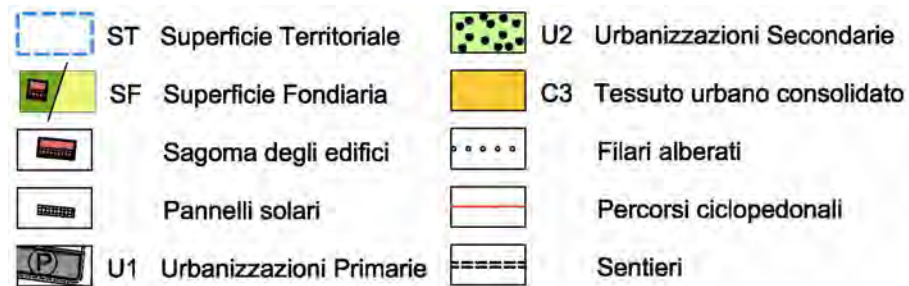 ST Superficie Territoriale
SF Superficie Fondiaria
Sagoma degli edifici
Pannelli solari
P U1 Urbanizzazioni Primarie
U2 Urbanizzazioni Secondarie
C3 Tessuto urbano consolidato
Filari alberati
Percorsi ciclopedonali
Sentieri